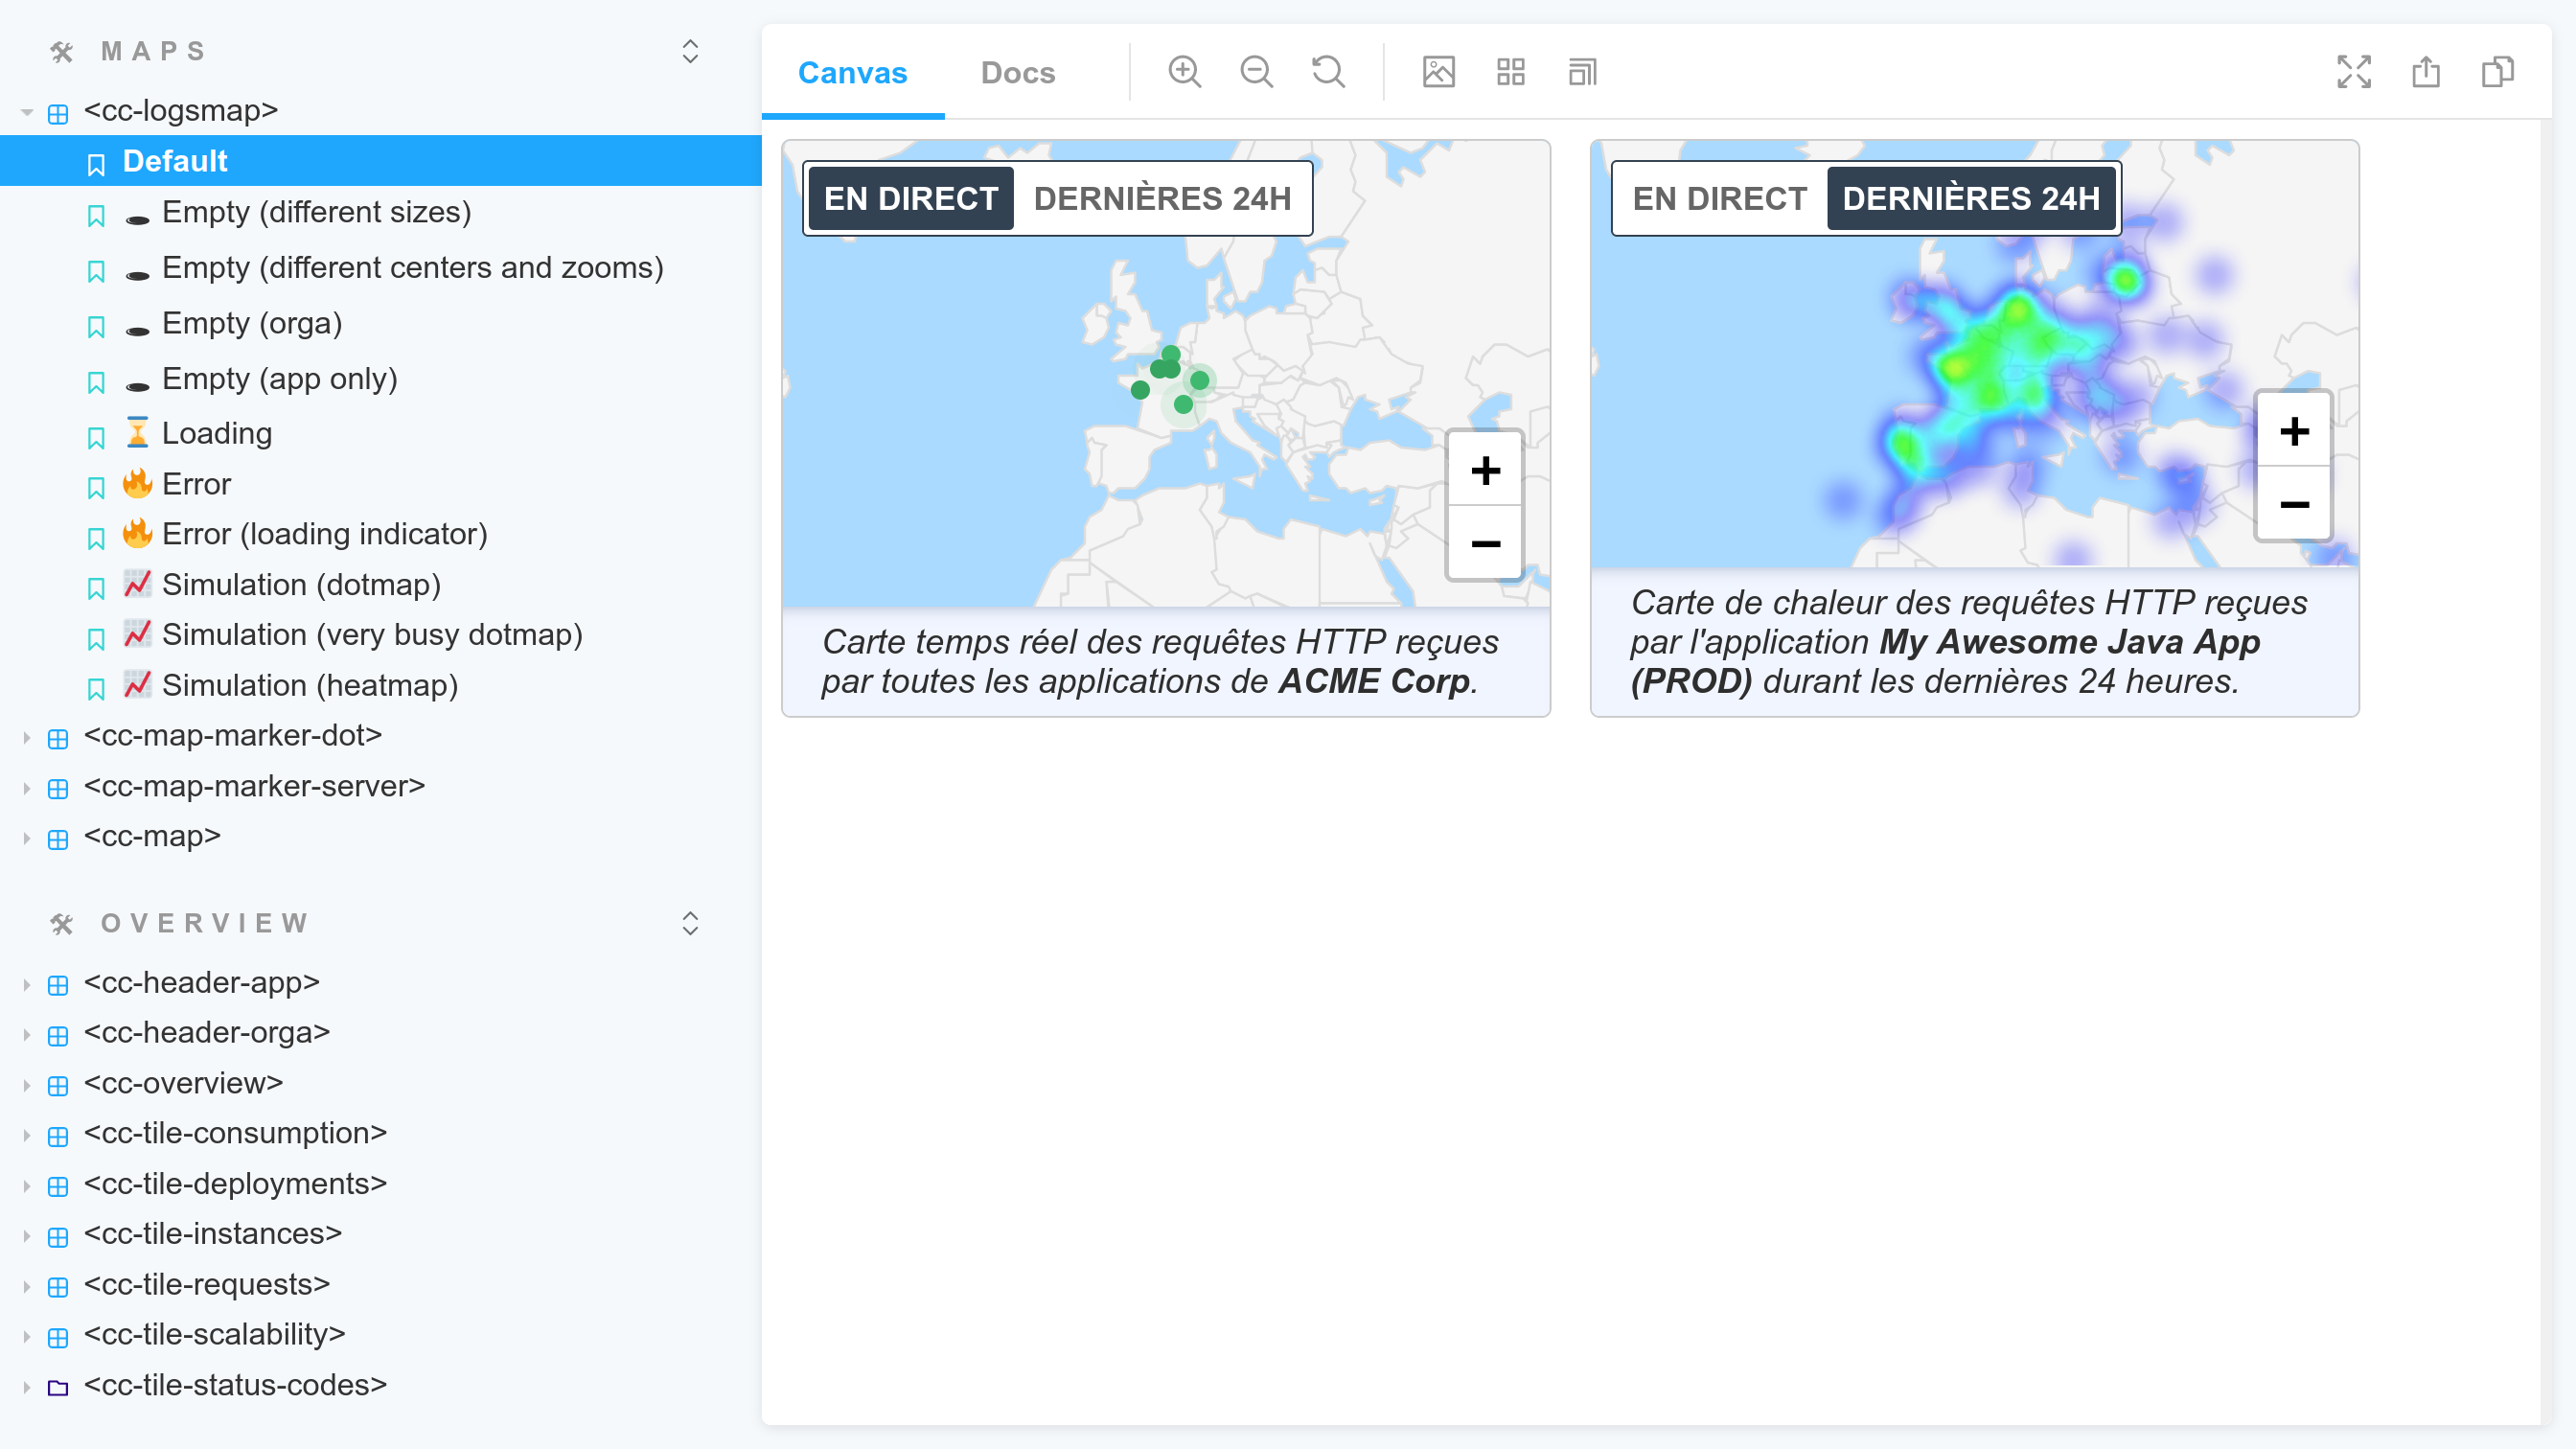 MAPS
<cc-logsmap>
Default
Empty (different sizes)
Empty (different centers and zooms)
Empty (orga)
Empty (app only)
Loading
Error
Error (loading indicator)
Simulation (dotmap)
Simulation (very busy dotmap)
Simulation (heatmap)
<cc-map-marker-dot>
<cc-map-marker-server>
<cc-map>
OVERVIEW
<cc-header-app>
<cc-header-orga>
<cc-overview>
<cc-tile-consumption>
<cc-tile-deployments>
<cc-tile-instances>
<cc-tile-requests>
<cc-tile-scalability>
<cc-tile-status-codes>
Canvas Docs
EN DIRECT DERNIÈRES 24H
+
−
Carte temps réel des requêtes HTTP reçues
par toutes les applications de ACME Corp.
EN DIRECT DERNIÈRES 24H
+
−
Carte de chaleur des requêtes HTTP reçues
par l'application My Awesome Java App
(PROD) durant les dernières 24 heures.